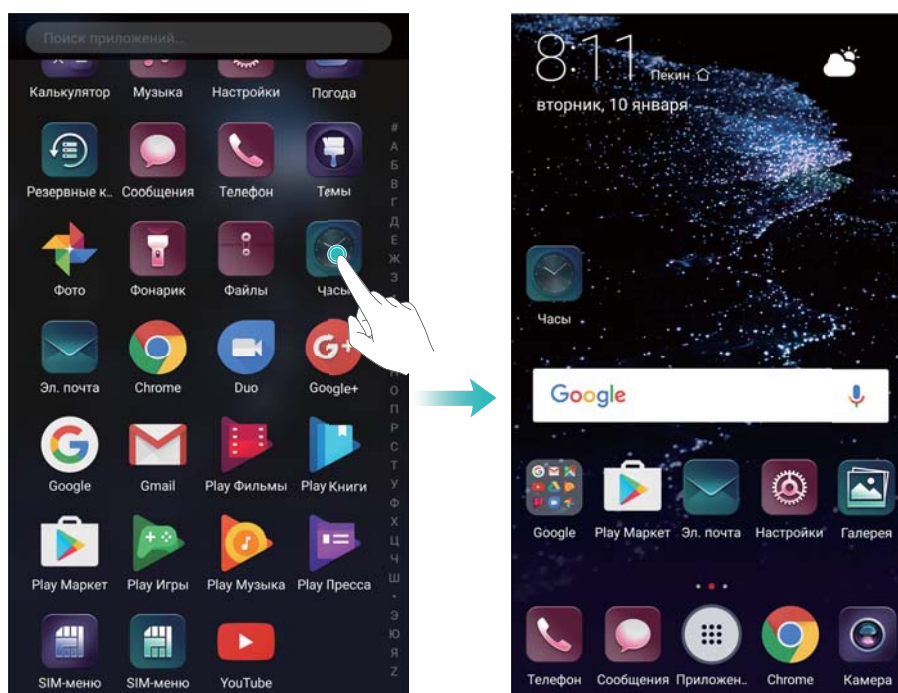 Поиск приложений...
Калькулятор Музыка Настройки Погода
Резервные к.. Сообщения Телефон Темы
Фото Фонарик Файлы Часы
Эл. почта Chrome Duo Google+
Google Gmail Play Фильмы Play Книги
Play Маркет Play Игры Play Музыка Play Пресса
SIM-меню SIM-меню YouTube
#
А
Б
В
Г
Д
Е
Ж
З
О
П
Р
С
Т
У
Ф
Х
Ц
Ч
Ш
Э
Ю
Я
Z
8:11
Пекин
вторник, 10 января
Часы
Google
Google Play Маркет Эл. почта Настройки Галерея
Телефон Сообщения Приложен.. Chrome Камера